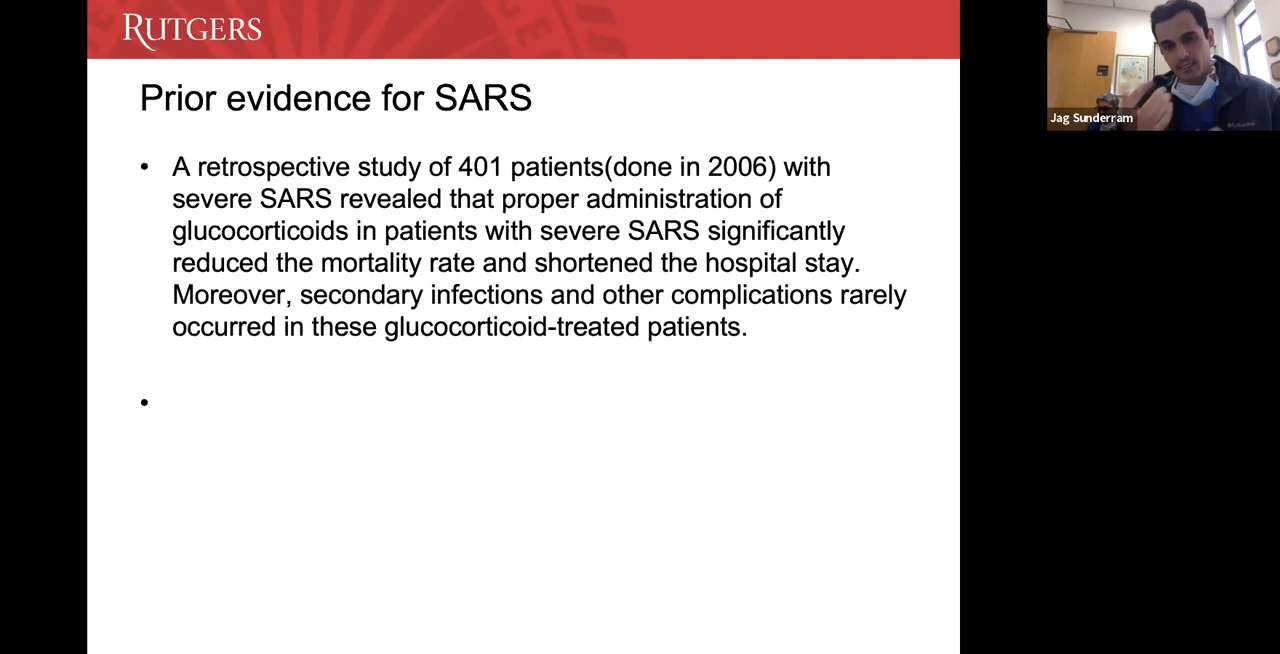 RUTGERS
Prior evidence for SARS
• A retrospective study of 401 patients(done in 2006) with
severe SARS revealed that proper administration of
glucocorticoids in patients with severe SARS significantly
reduced the mortality rate and shortened the hospital stay.
Moreover, secondary infections and other complications rarely
occurred in these glucocorticoid-treated patients.
•
Jag Sunderram